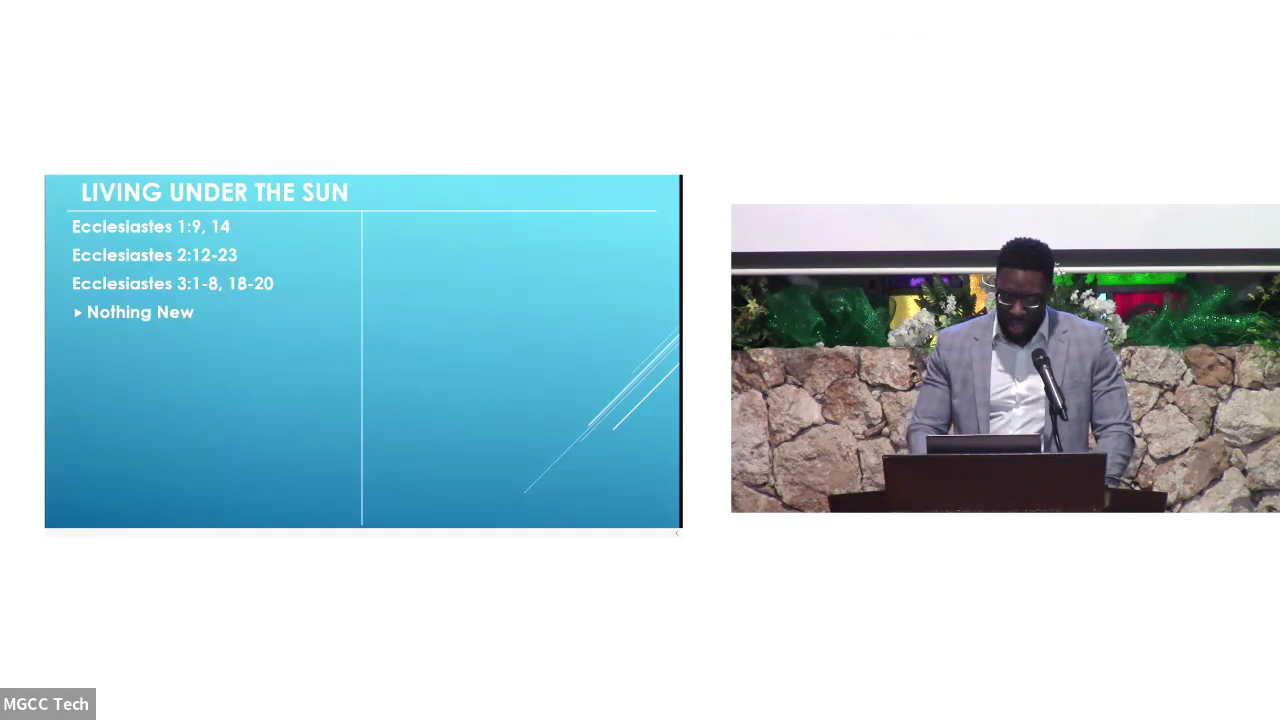 LIVING UNDER THE SUN
Ecclesiastes 1:9, 14
Ecclesiastes 2:12-23
Ecclesiastes 3:1-8, 18-20
Nothing New
MGCC Tech